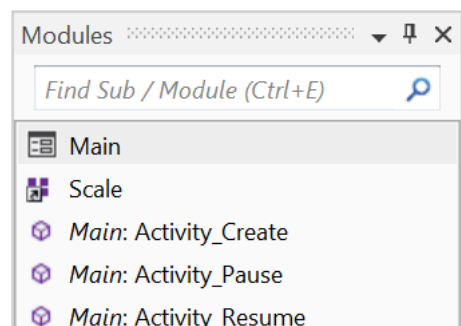 Modules
Find Sub / Module (Ctrl+E)
Main
Scale
Main: Activity_Create
Main: Activity_Pause
Main: Activity_Resume